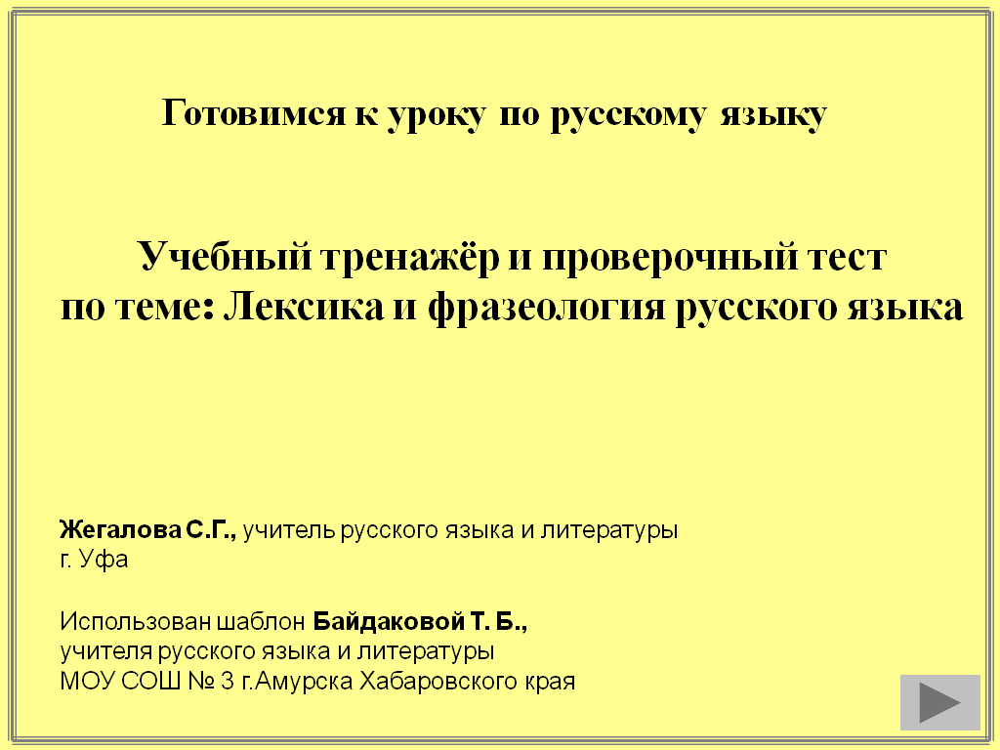 Готовимся к уроку по русскому языку
Учебный тренажёр и проверочный тест
по теме: Лексика и фразеология русского языка
Жегалова С.Г., учитель русского языка и литературы
г. Уфа
Использован шаблон Байдаковой Т. Б.,
учителя русского языка и литературы
МОУ СОШ № 3 г.Амурска Хабаровского края